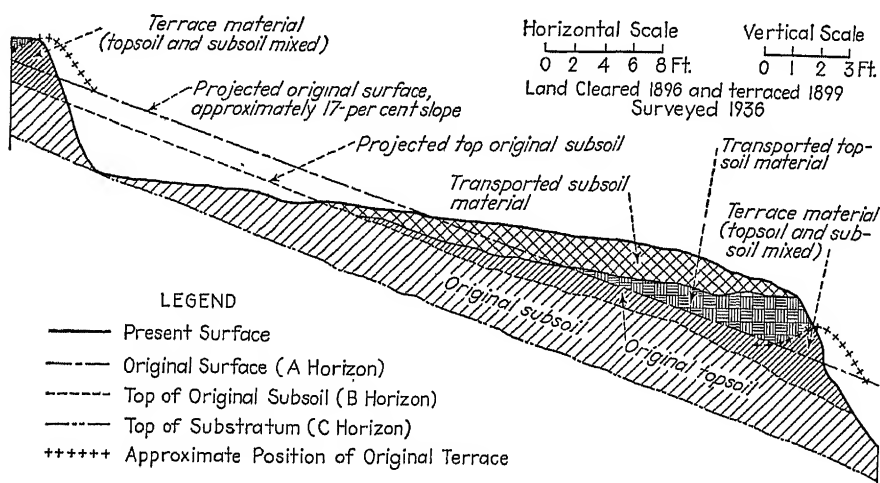 Terrace material
(topsoil and subsoil mixed)
Horizontal Scale
0 2 4 6 8 Ft.
Vertical Scale
0 1 2 3 Ft.
Land Cleared 1896 and terraced 1899
Surveyed 1936
Projected original surface,
approximately 17-per cent slope
Projected top original subsoil
Transported top-
soil material
Transported subsoil
material
Terrace material
(topsoil and sub-
soil mixed)
Original subsoil
Original topsoil
LEGEND
Present Surface
Original Surface (A Horizon)
Top of Original Subsoil (B Horizon)
Top of Substratum (C Horizon)
Approximate Position of Original Terrace